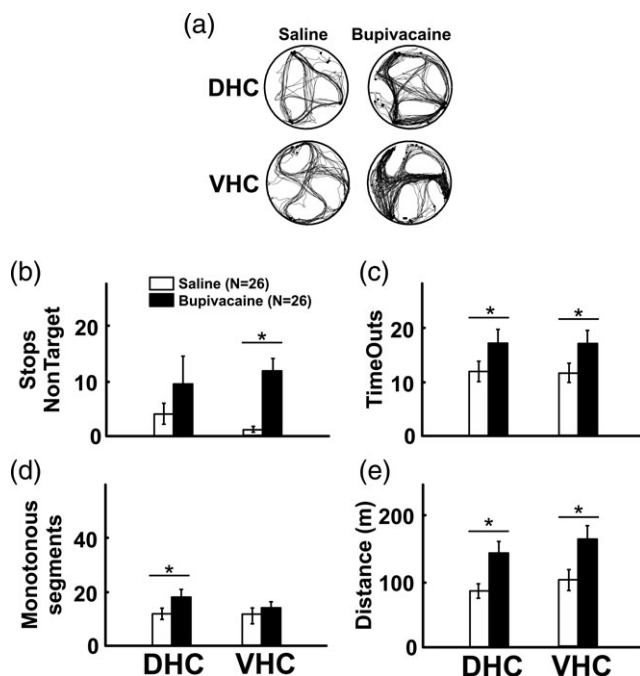 (a)
Saline Bupivacaine
DHC
VHC
(b)
Saline (N=26)
Bupivacaine (N=26)
Stops
NonTarget
20
10
0
*
(c)
TimeOuts
20
10
0
* *
(d)
Monotonous
segments
40
20
0
*
DHC VHC
(e)
Distance (m)
200
100
0
* *
DHC VHC